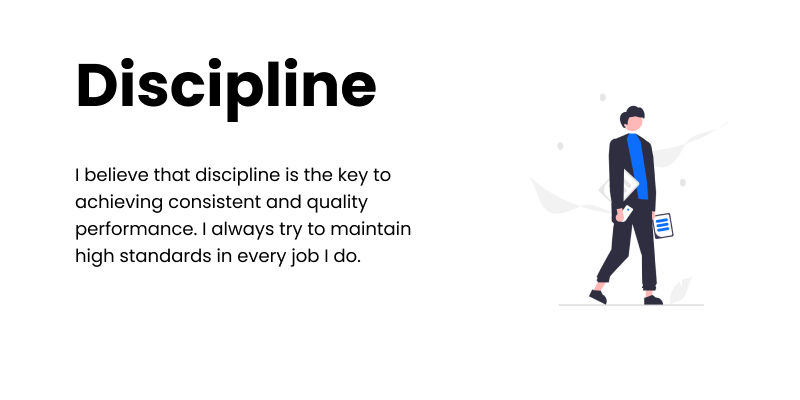 Discipline
I believe that discipline is the key to
achieving consistent and quality
performance. I always try to maintain
high standards in every job I do.